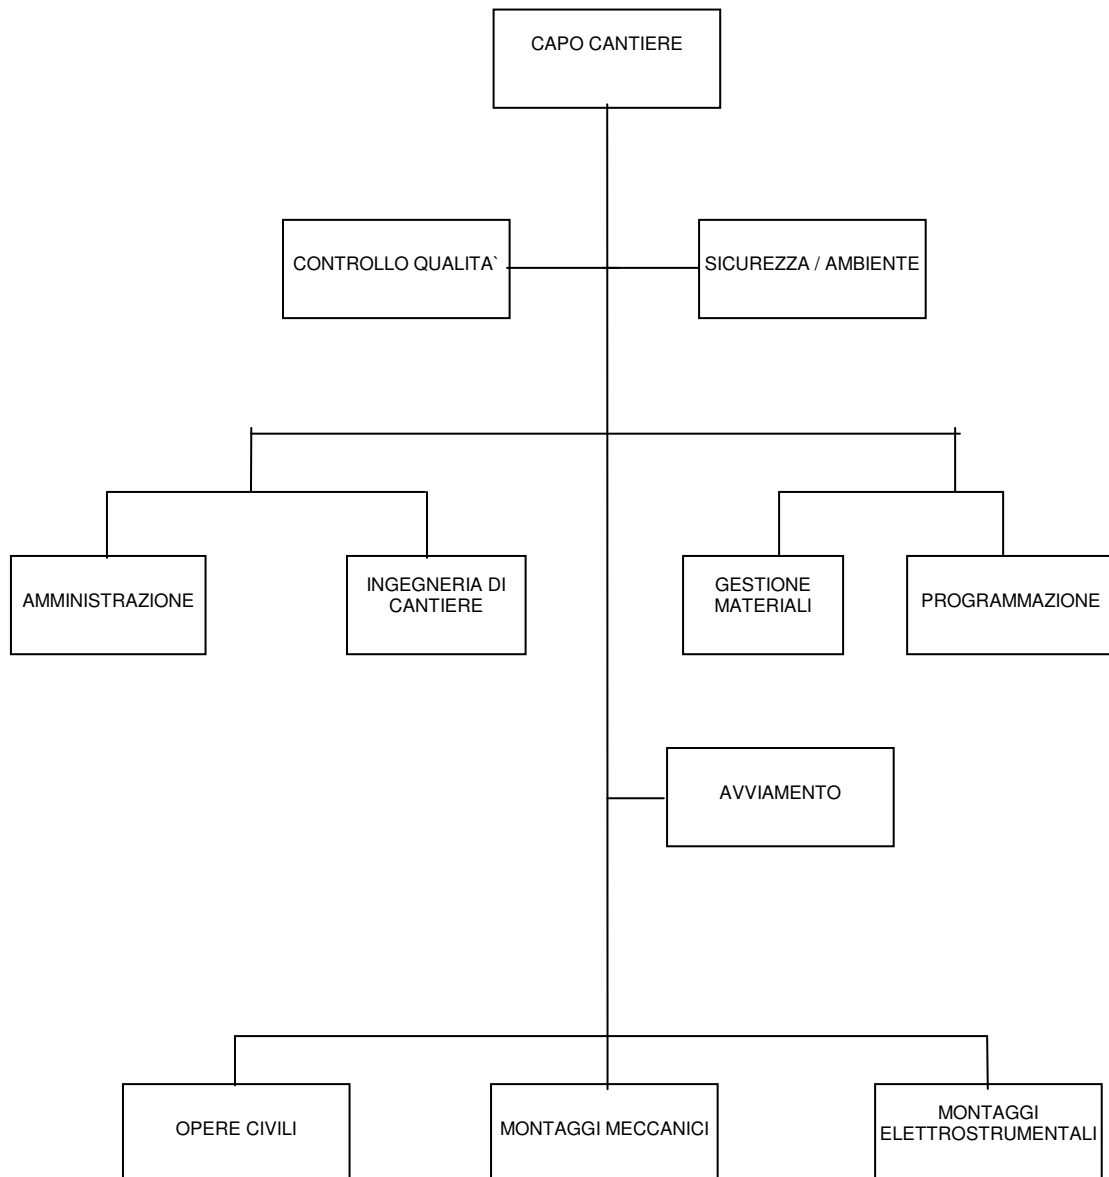 CAPO CANTIERE
CONTROLLO QUALITA`
SICUREZZA / AMBIENTE
AMMINISTRAZIONE
INGEGNERIA DI
CANTIERE
GESTIONE
MATERIALI
PROGRAMMAZIONE
AVVIAMENTO
OPERE CIVILI
MONTAGGI MECCANICI
MONTAGGI
ELETTROSTRUMENTALI